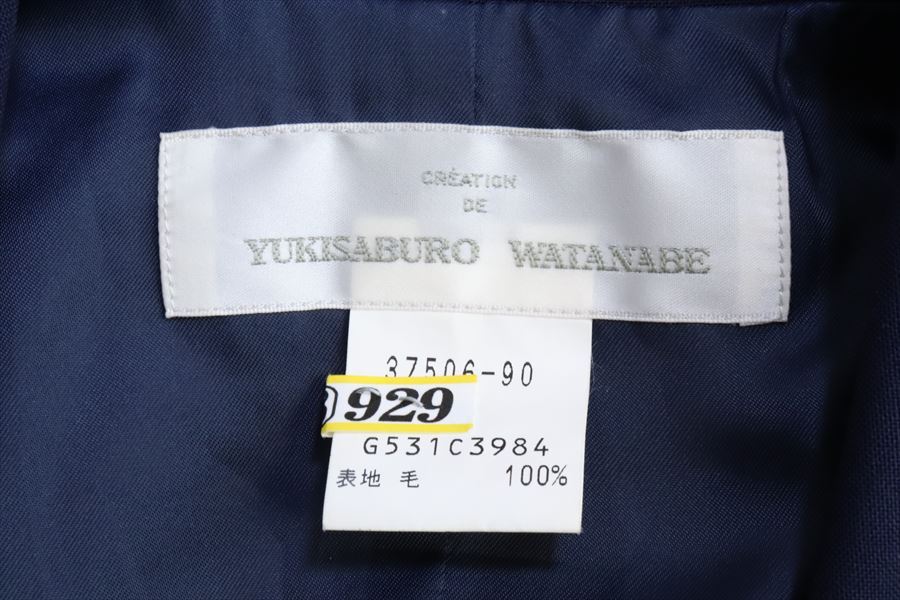 CRÉATION
DE
YUKISABURO WATANABE
37506-90
929
G531C3984
表地 毛 100%